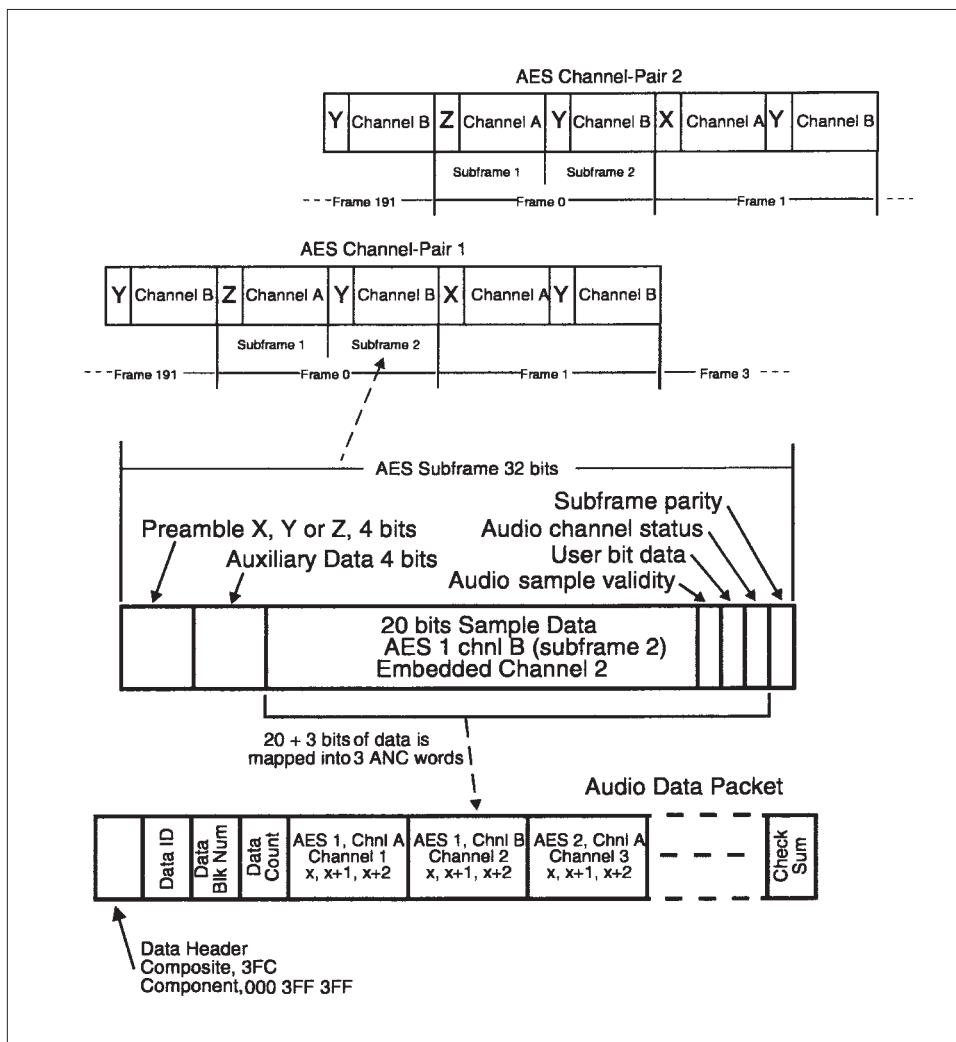 AES Channel-Pair 2
Y Channel B Z Channel A Y Channel B X Channel A Y Channel B
Subframe 1 Subframe 2
Frame 191 Frame 0 Frame 1
AES Channel-Pair 1
Y Channel B Z Channel A Y Channel B X Channel A Y Channel B
Subframe 1 Subframe 2
Frame 191 Frame 0 Frame 1 Frame 3
AES Subframe 32 bits
Subframe parity
Preamble X, Y or Z, 4 bits
Audio channel status
User bit data
Auxiliary Data 4 bits
Audio sample validity
20 bits Sample Data
AES 1 chnl B (subframe 2)
Embedded Channel 2
20 + 3 bits of data is
mapped into 3 ANC words
Audio Data Packet
Data ID
Data
Blk Num
Data
Count
AES 1, Chnl A
Channel 1
x, x+1, x+2
AES 1, Chnl B
Channel 2
x, x+1, x+2
AES 2, Chnl A
Channel 3
x, x+1, x+2
Check
Sum
Data Header
Composite, 3FC
Component, 000 3FF 3FF